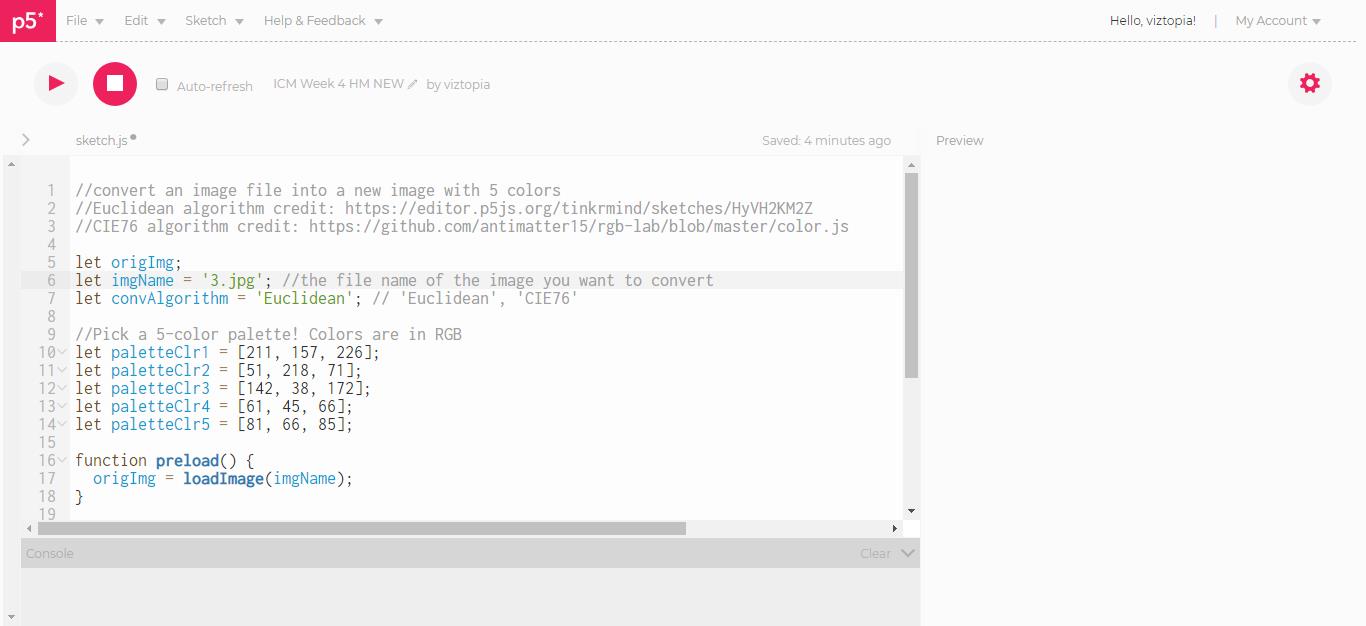 p5* File Edit Sketch Help & Feedback Hello, viztopia! | My Account
Auto-refresh ICM Week 4 HM NEW by viztopia
sketch.js Saved: 4 minutes ago Preview
1 //convert an image file into a new image with 5 colors
2 //Euclidean algorithm credit: https://editor.p5js.org/tinkrmind/sketches/HyVH2KM2Z
3 //CIE76 algorithm credit: https://github.com/antimatter15/rgb-lab/blob/master/color.js
4
5 let origImg;
6 let imgName = '3.jpg'; //the file name of the image you want to convert
7 let convAlgorithm = 'Euclidean'; // 'Euclidean', 'CIE76'
8
9 //Pick a 5-color palette! Colors are in RGB
10 let paletteClr1 = [211, 157, 226];
11 let paletteClr2 = [51, 218, 71];
12 let paletteClr3 = [142, 38, 172];
13 let paletteClr4 = [61, 45, 66];
14 let paletteClr5 = [81, 66, 85];
15
16 function preload() {
17 origImg = loadImage(imgName);
18 }
19
Console Clear